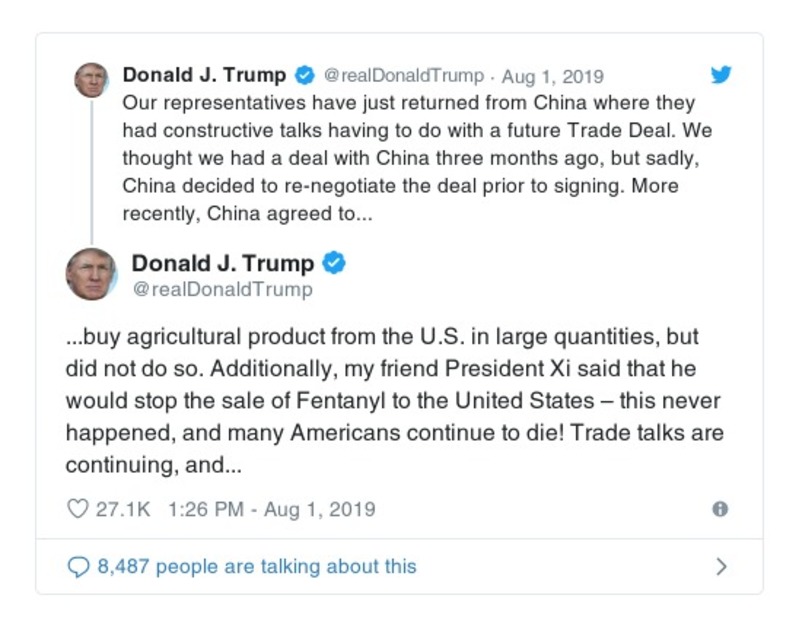 Donald J. Trump @realDonaldTrump · Aug 1, 2019
Our representatives have just returned from China where they
had constructive talks having to do with a future Trade Deal. We
thought we had a deal with China three months ago, but sadly,
China decided to re-negotiate the deal prior to signing. More
recently, China agreed to...
Donald J. Trump
@realDonaldTrump
...buy agricultural product from the U.S. in large quantities, but
did not do so. Additionally, my friend President Xi said that he
would stop the sale of Fentanyl to the United States – this never
happened, and many Americans continue to die! Trade talks are
continuing, and...
27.1K 1:26 PM - Aug 1, 2019
8,487 people are talking about this